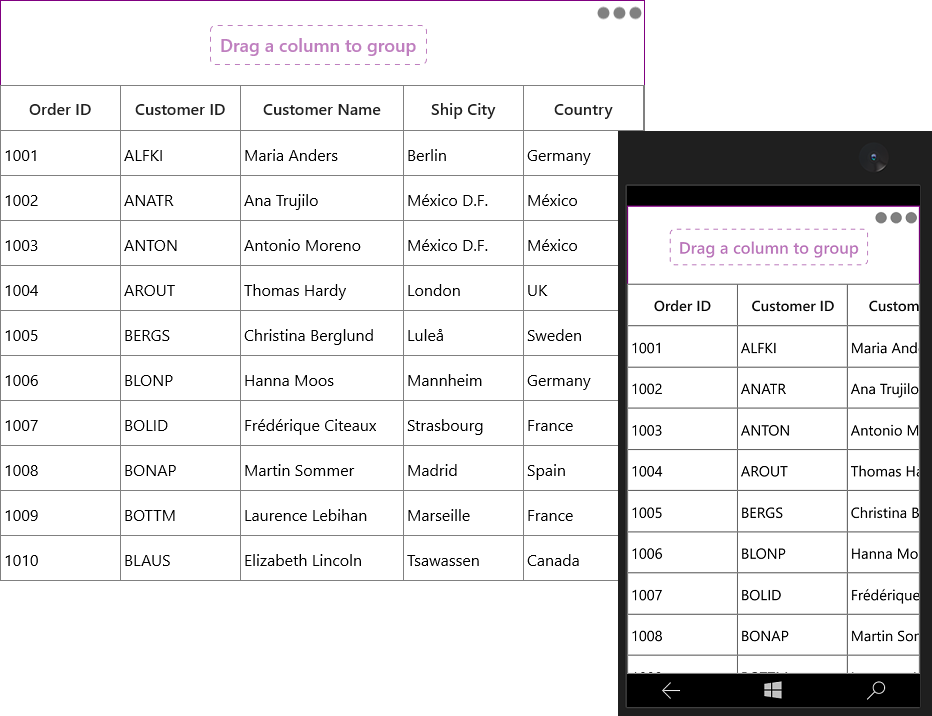 Drag a column to group
Order ID Customer ID Customer Name Ship City Country
1001 ALFKI Maria Anders Berlin Germany
1002 ANATR Ana Trujilo México D.F. México
1003 ANTON Antonio Moreno México D.F. México
1004 AROUT Thomas Hardy London UK
1005 BERGS Christina Berglund Luleå Sweden
1006 BLONP Hanna Moos Mannheim Germany
1007 BOLID Frédérique Citeaux Strasbourg France
1008 BONAP Martin Sommer Madrid Spain
1009 BOTTM Laurence Lebihan Marseille France
1010 BLAUS Elizabeth Lincoln Tsawassen Canada
Drag a column to group
Order ID Customer ID Custom
1001 ALFKI Maria And
1002 ANATR Ana Trujilo
1003 ANTON Antonio M
1004 AROUT Thomas Ha
1005 BERGS Christina B
1006 BLONP Hanna Mo
1007 BOLID Frédérique
1008 BONAP Martin Som